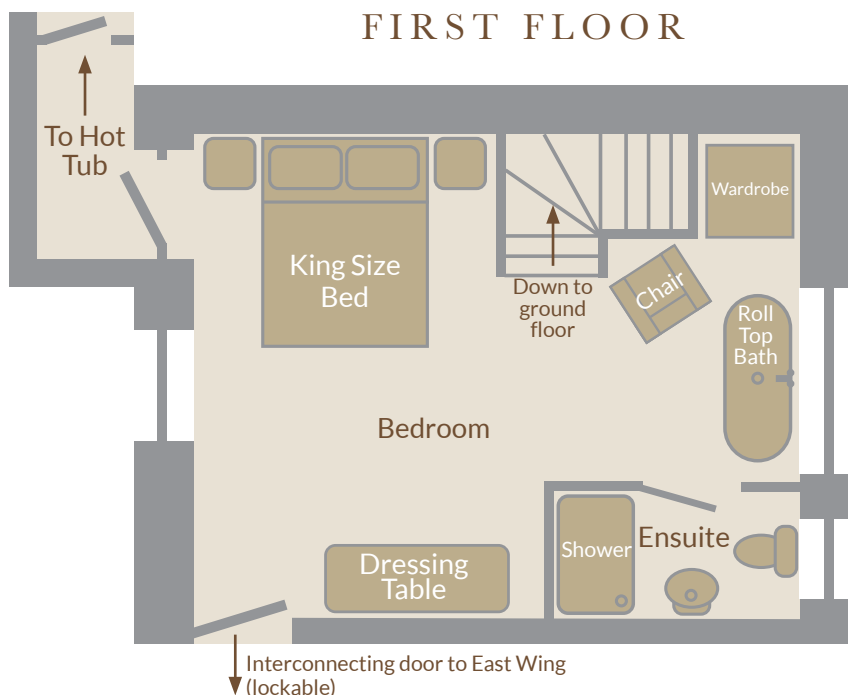 FIRST FLOOR
To Hot
Tub
Wardrobe
King Size
Bed
Chair
Down to
ground
floor
Roll
Top
Bath
Bedroom
Ensuite
Shower
Dressing
Table
Interconnecting door to East Wing
(lockable)